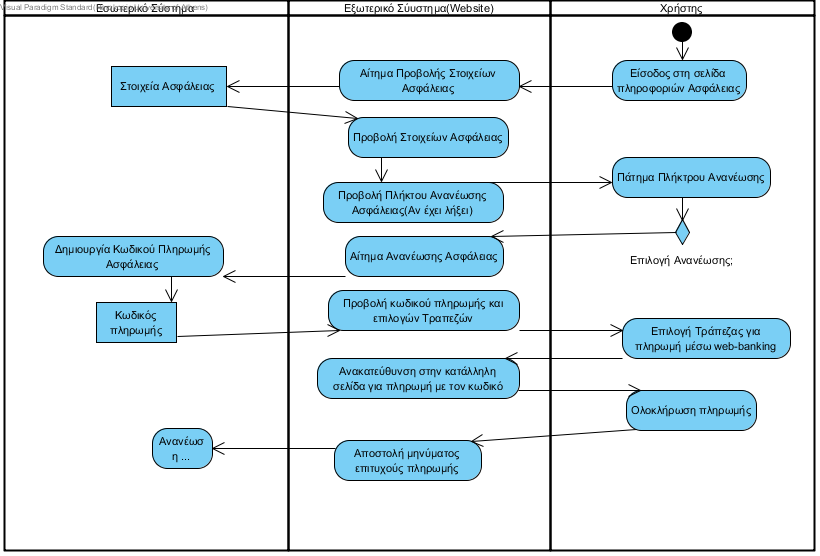 Visual Paradigm Standard
Εσωτερικό Σύστημα
Εξωτερικό Σύυστημα(Website)
Χρήστης
Είσοδος στη σελίδα
πληροφοριών Ασφάλειας
Αίτημα Προβολής Στοιχείων
Ασφάλειας
Στοιχεία Ασφάλειας
Προβολή Στοιχείων Ασφάλειας
Προβολή Πλήκτου Ανανέωσης
Ασφάλειας(Αν έχει λήξει)
Πάτημα Πλήκτρου Ανανέωσης
Επιλογή Ανανέωσης;
Αίτημα Ανανέωσης Ασφάλειας
Δημιουργία Κωδικού Πληρωμής
Ασφάλειας
Κωδικός
πληρωμής
Προβολή κωδικού πληρωμής και
επιλογών Τραπεζών
Επιλογή Τράπεζας για
πληρωμή μέσω web-banking
Ανακατεύθυνση στην κατάλληλη
σελίδα για πληρωμή με τον κωδικό
Ολοκλήρωση πληρωμής
Αποστολή μηνύματος
επιτυχούς πληρωμής
Ανανέωσ
η ...